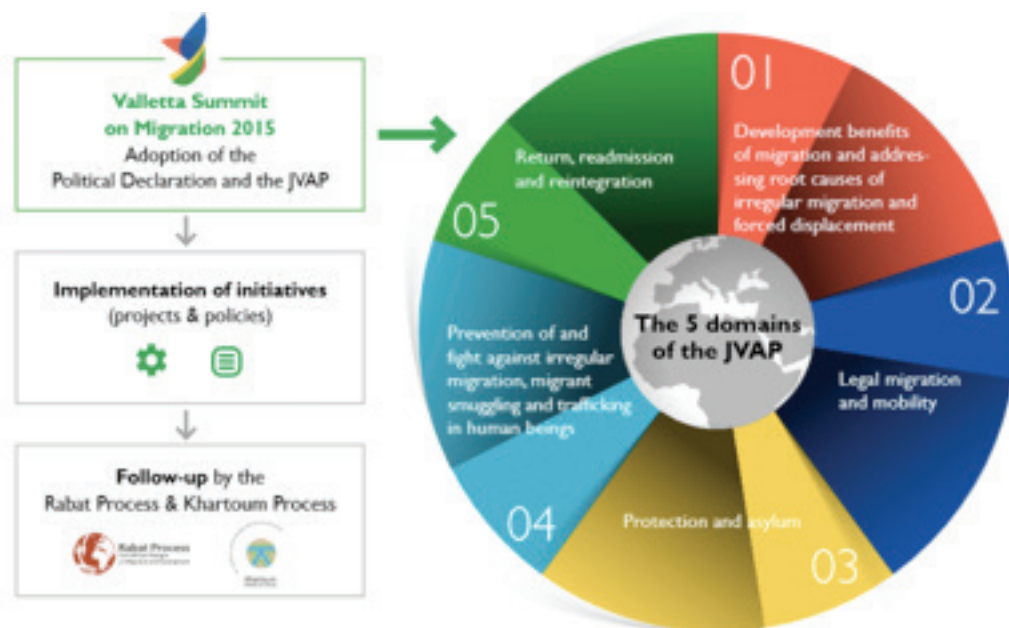 Valletta Summit
on Migration 2015
Adoption of the
Political Declaration and the JVAP
Implementation of initiatives
(projects & policies)
Follow-up by the
Rabat Process & Khartoum Process
Rabat Process
01
Development benefits
of migration and addres-
sing root causes of
irregular migration and
forced displacement
02
Legal migration
and mobility
03
Protection and asylum
04
Prevention of and
fight against irregular
migration, migrant
smuggling and trafficking
in human beings
05
Return, readmission
and reintegration
The 5 domains
of the JVAP